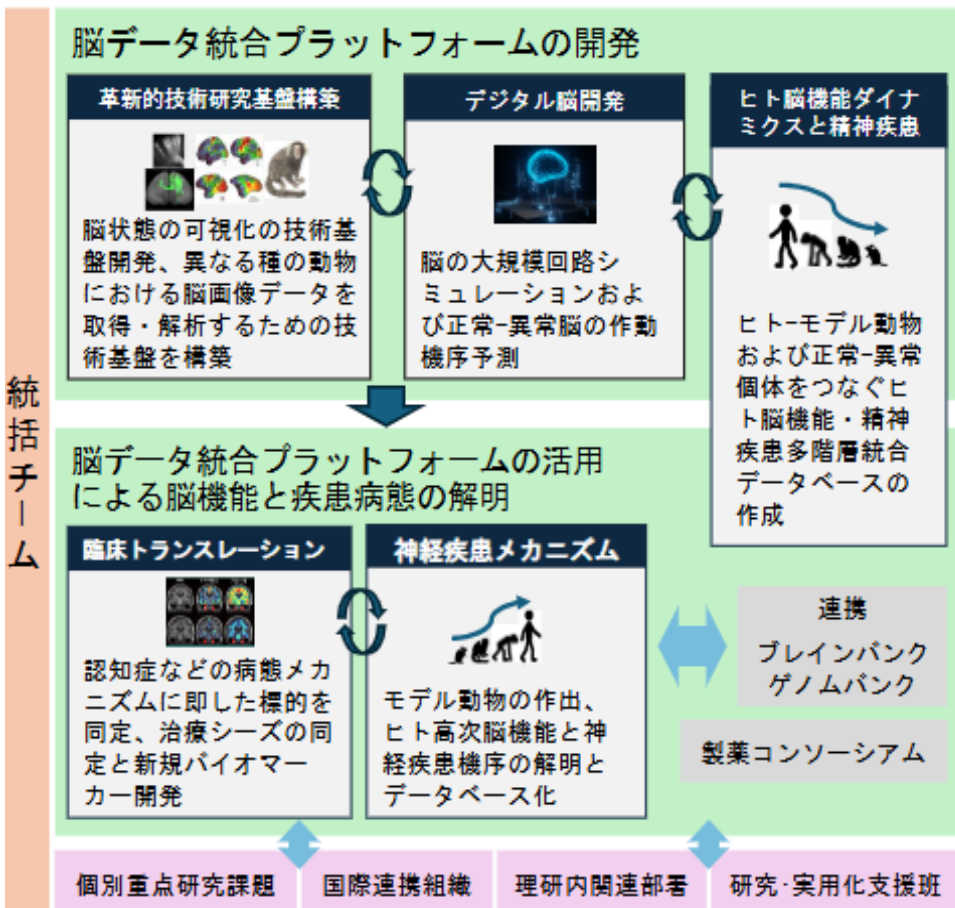 脳データ統合プラットフォームの開発
革新的技術研究基盤構築
脳状態の可視化の技術基
盤開発、異なる種の動物
における脳画像データを
取得・解析するための技
術基盤を構築
デジタル脳開発
脳の大規模回路シ
ミュレーションおよ
び正常-異常脳の作動
機序予測
ヒト脳機能ダイナ
ミクスと精神疾患
ヒト-モデル動物
および正常-異常
個体をつなぐヒ
ト脳機能・精神
疾患多階層統合
データベースの
作成
統括チーム
脳データ統合プラットフォームの活用
による脳機能と疾患病態の解明
臨床トランスレーション
認知症などの病態メカ
ニズムに即した標的を
同定、治療シーズの同
定と新規バイオマー
カー開発
神経疾患メカニズム
モデル動物の作出、
ヒト高次脳機能と神
経疾患機序の解明と
データベース化
連携
ブレインバンク
ゲノムバンク
製薬コンソーシアム
個別重点研究課題
国際連携組織
理研内関連部署
研究・実用化支援班